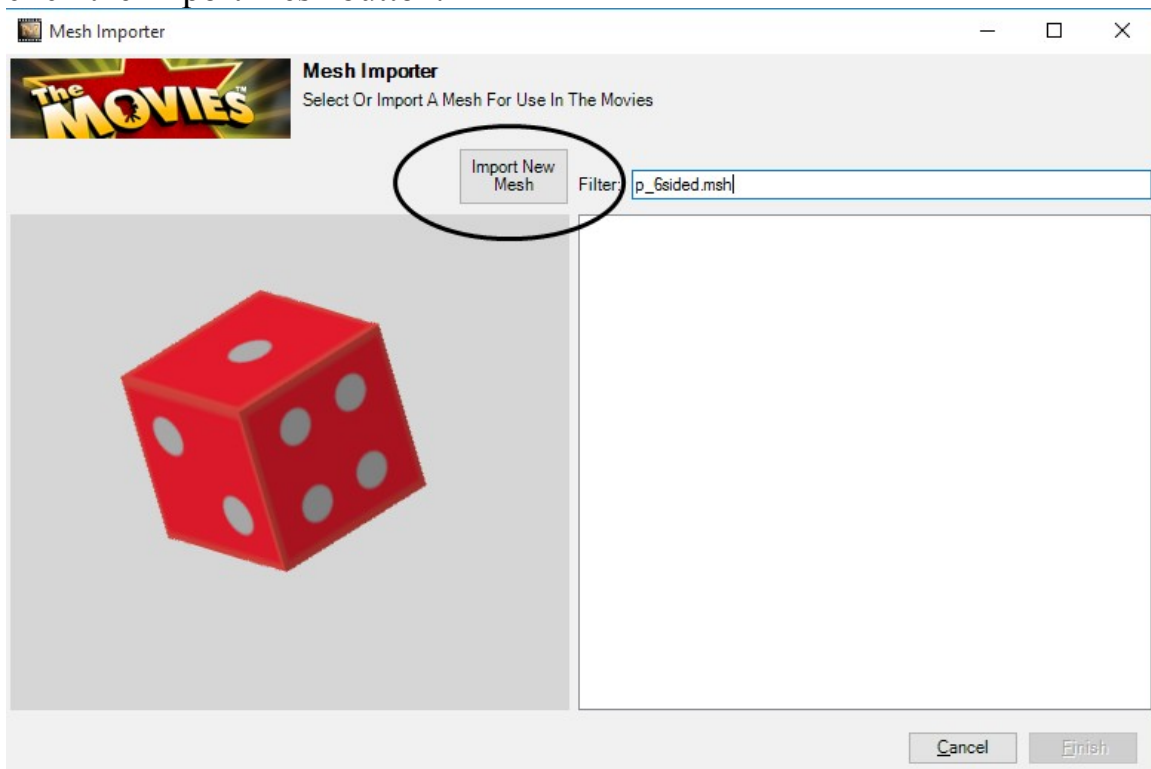 Mesh Importer
The MOVIES™
Mesh Importer
Select Or Import A Mesh For Use In The Movies
Import New
Mesh
Filter: p_6sided.msh
Cancel
Finish